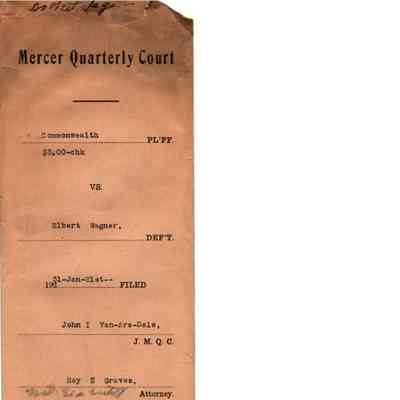 Mercer Quarterly Court
Commonwealth PL'FF.
$3.00-chk
VS.
Elbert Wagner,
DEF'T.
31-Jan-21st-- FILED
John I Van-Ars-Dale,
J. M. Q. C.
Roy E Graves,
Attorney.